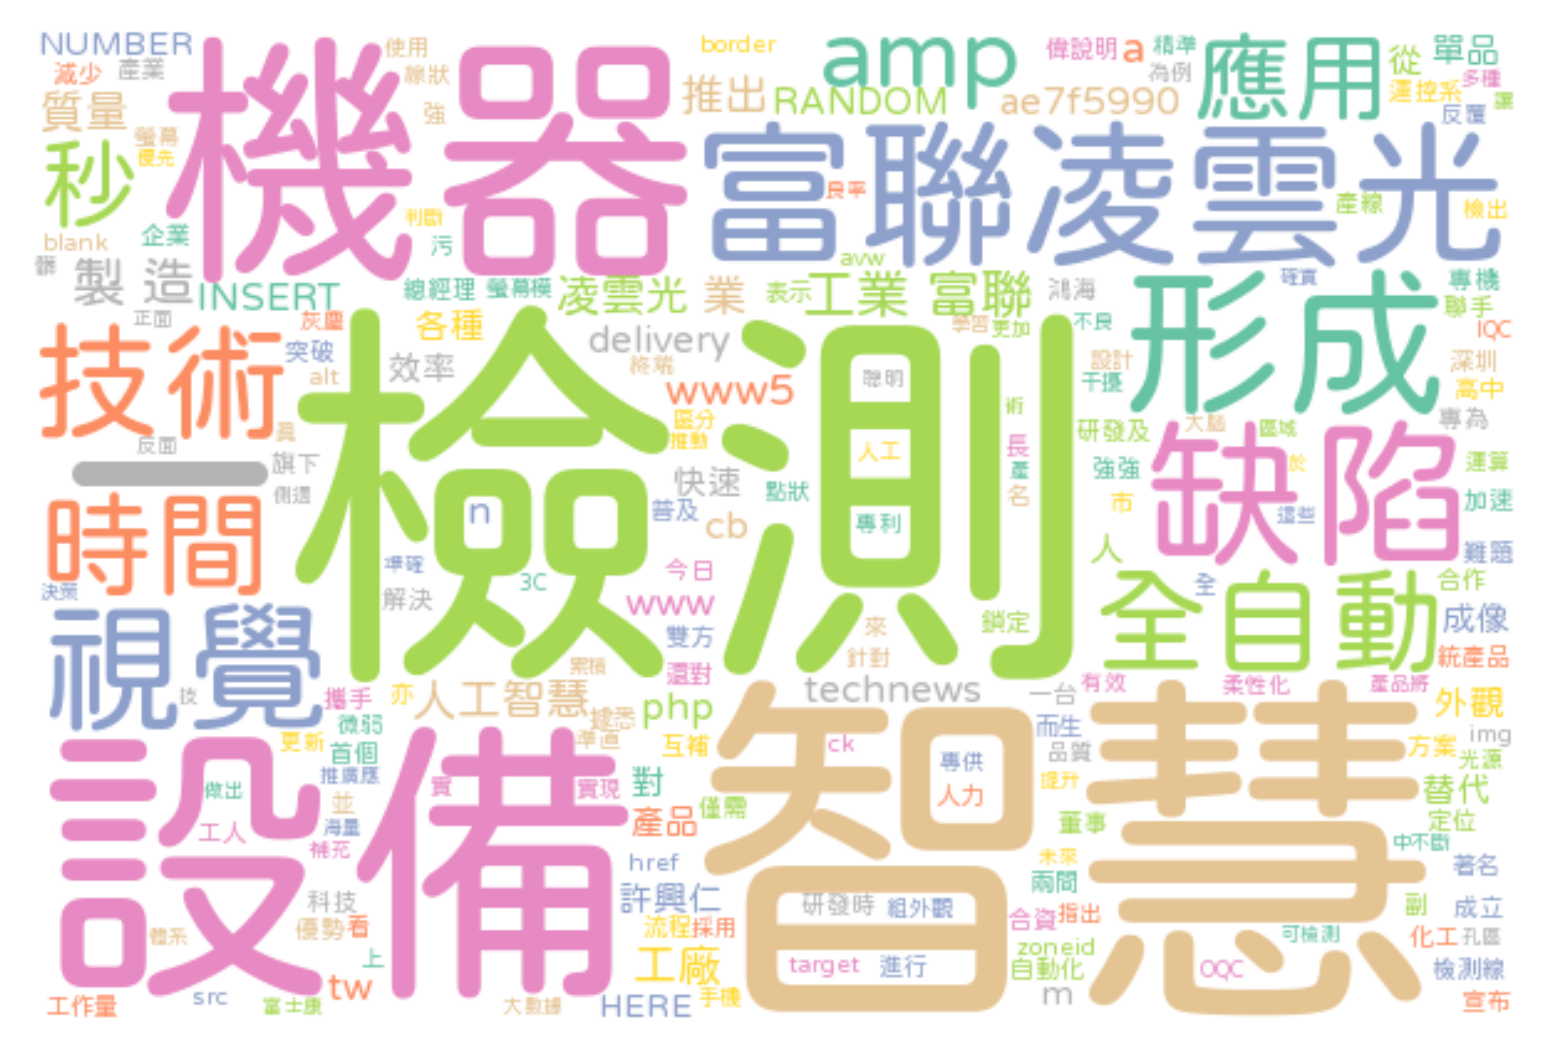 NUMBER
使用
border
amp
偉說明
a
精準
應用
從
單品
減少
產業
機器
線狀
推出
RANDOM
ae7f5990
為例
多種
運控系
讓
質量
強
反覆
螢幕
優先
秒
富聯凌雲光
良率
產線
檢出
判斷
blank
企業
污
髒
製造
INSERT
avw
總經理
螢幕模
凌雲光
業
表示
工業
富聯
鴻海
確實
專機
聯手
正面
灰塵
各種
delivery
學習
更加
不良
形成
IQC
技術
突破
alt
效率
終端
www5
聰明
設計
干擾
深圳
高中
檢測
術
區分
推動
人工
長
研發及
大腦
區域
專為
具
反面
一
旗下
側邊
快速
點狀
產
名
強強
缺陷
於
運算
時間
n
普及
cb
專利
市
這些
加速
人
難題
決策
準確
3C
今日
解決
www
全
全自動
合作
視覺
雙方
來
鎖定
成像
針對
累積
還對
統產品
技
攜手
亦
人工智慧
據悉
php
technews
一台
有效
柔性化
產品將
外觀
微弱
更新
首個
準直
互補
ck
而生
img
設備
推廣應
實
實現
對
智慧
專供
品質
方案
光源
做出
並
海量
產品
僅需
人力
提升
替代
工人
補充
董事
定位
中不斷
href
未來
兩間
著名
科技
許興仁
研發時
組外觀
副
成立
優勢
看
流程
採用
合資
指出
體系
zoneid
可檢測
化工
孔區
上
工廠
target
進行
自動化
OQC
檢測線
tw
工作量
src
富士康
大數據
HERE
手機
m
宣布